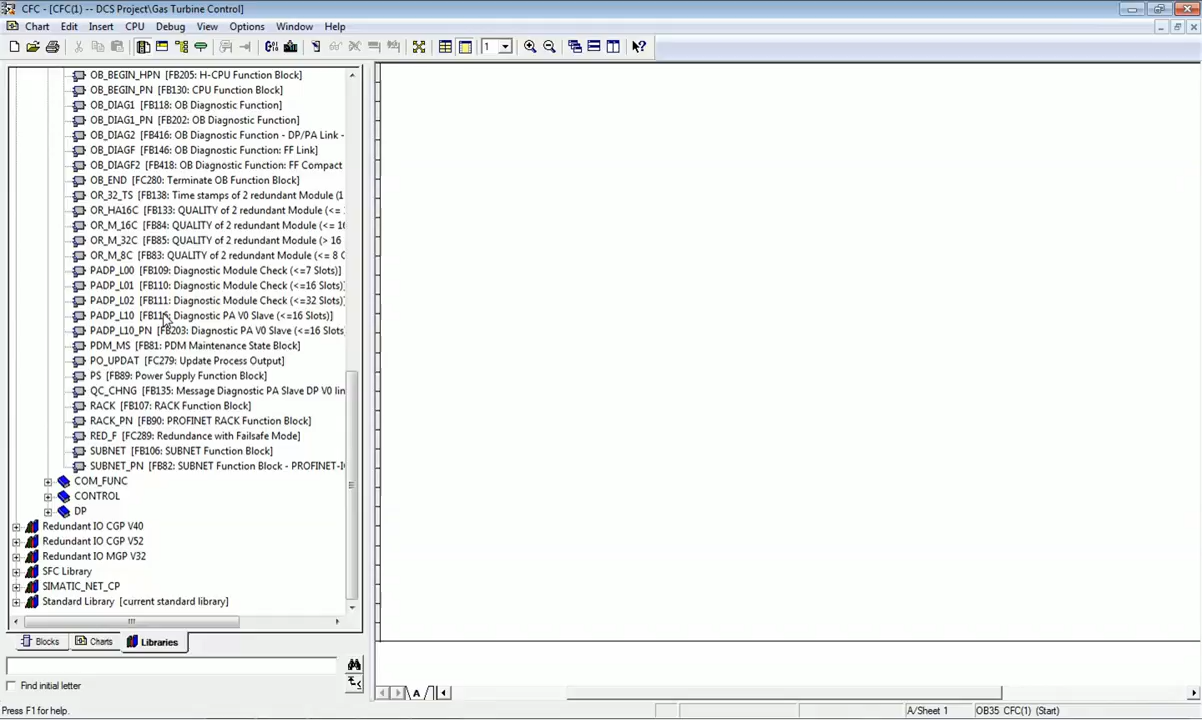 CFC - [CFC(1) -- DCS Project\Gas Turbine Control]
Chart Edit Insert CPU Debug View Options Window Help
1
OB_BEGIN_HPN [FB205: H-CPU Function Block]
OB_BEGIN_PN [FB130: CPU Function Block]
OB_DIAG1 [FB118: OB Diagnostic Function]
OB_DIAG1_PN [FB202: OB Diagnostic Function]
OB_DIAG2 [FB416: OB Diagnostic Function - DP/PA Link -
OB_DIAGF [FB146: OB Diagnostic Function: FF Link]
OB_DIAGF2 [FB418: OB Diagnostic Function: FF Compact
OB_END [FC280: Terminate OB Function Block]
OR_32_TS [FB138: Time stamps of 2 redundant Module (1
OR_HA16C [FB133: QUALITY of 2 redundant Module (<=
OR_M_16C [FB84: QUALITY of 2 redundant Module (<= 16
OR_M_32C [FB85: QUALITY of 2 redundant Module (> 16
OR_M_8C [FB83: QUALITY of 2 redundant Module (<= 8 C
PADP_L00 [FB109: Diagnostic Module Check (<=7 Slots)]
PADP_L01 [FB110: Diagnostic Module Check (<=16 Slots)]
PADP_L02 [FB111: Diagnostic Module Check (<=32 Slots)]
PADP_L10 [FB116: Diagnostic PA V0 Slave (<=16 Slots)]
PADP_L10_PN [FB203: Diagnostic PA V0 Slave (<=16 Slots
PDM_MS [FB81: PDM Maintenance State Block]
PO_UPDAT [FC279: Update Process Output]
PS [FB89: Power Supply Function Block]
QC_CHNG [FB135: Message Diagnostic PA Slave DP V0 lin
RACK [FB107: RACK Function Block]
RACK_PN [FB90: PROFINET RACK Function Block]
RED_F [FC289: Redundance with Failsafe Mode]
SUBNET [FB106: SUBNET Function Block]
SUBNET_PN [FB82: SUBNET Function Block - PROFINET-I
COM_FUNC
CONTROL
DP
Redundant IO CGP V40
Redundant IO CGP V52
Redundant IO MGP V32
SFC Library
SIMATIC_NET_CP
Standard Library [current standard library]
Blocks Charts Libraries
Find initial letter
A
Press F1 for help.
A/Sheet 1 OB35 CFC(1) (Start)